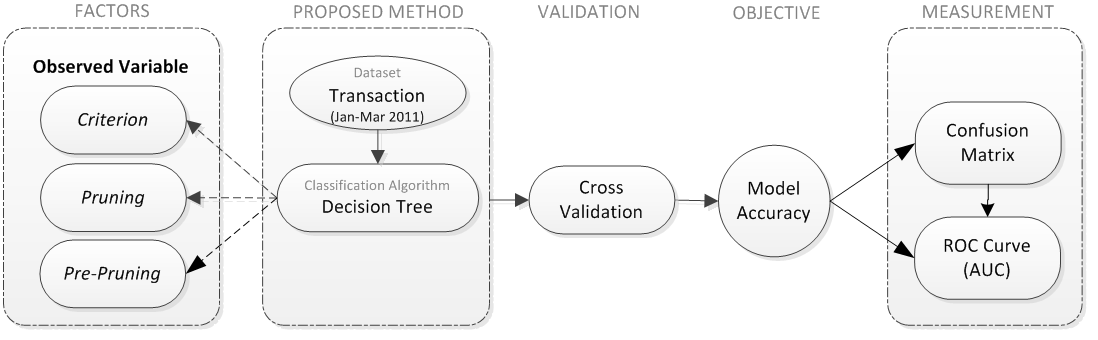 FACTORS
PROPOSED METHOD
VALIDATION
OBJECTIVE
MEASUREMENT
Observed Variable
Criterion
Pruning
Pre-Pruning
Dataset
Transaction
(Jan-Mar 2011)
Classification Algorithm
Decision Tree
Cross
Validation
Model
Accuracy
Confusion
Matrix
ROC Curve
(AUC)